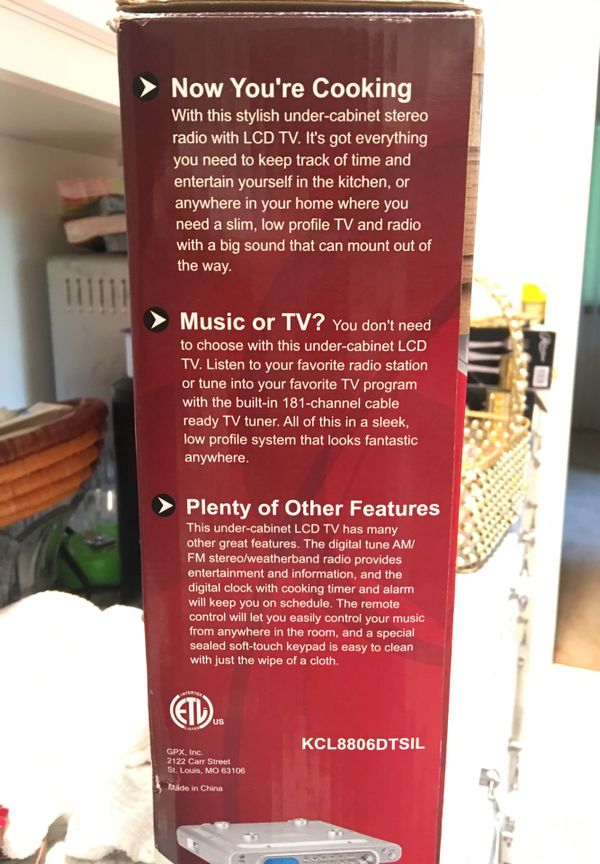 Now You're Cooking
With this stylish under-cabinet stereo
radio with LCD TV. It's got everything
you need to keep track of time and
entertain yourself in the kitchen, or
anywhere in your home where you
need a slim, low profile TV and radio
with a big sound that can mount out of
the way.
Music or TV? You don't need
to choose with this under-cabinet LCD
TV. Listen to your favorite radio station
or tune into your favorite TV program
with the built-in 181-channel cable
ready TV tuner. All of this in a sleek,
low profile system that looks fantastic
anywhere.
Plenty of Other Features
This under-cabinet LCD TV has many
other great features. The digital tune AM/
FM stereo/weatherband radio provides
entertainment and information, and the
digital clock with cooking timer and alarm
will keep you on schedule. The remote
control will let you easily control your music
from anywhere in the room, and a special
sealed soft-touch keypad is easy to clean
with just the wipe of a cloth.
INTERTEK
ETL
LISTED
US
KCL8806DTSIL
GPX, Inc.
2122 Carr Street
St. Louis, MO 63106
Made in China